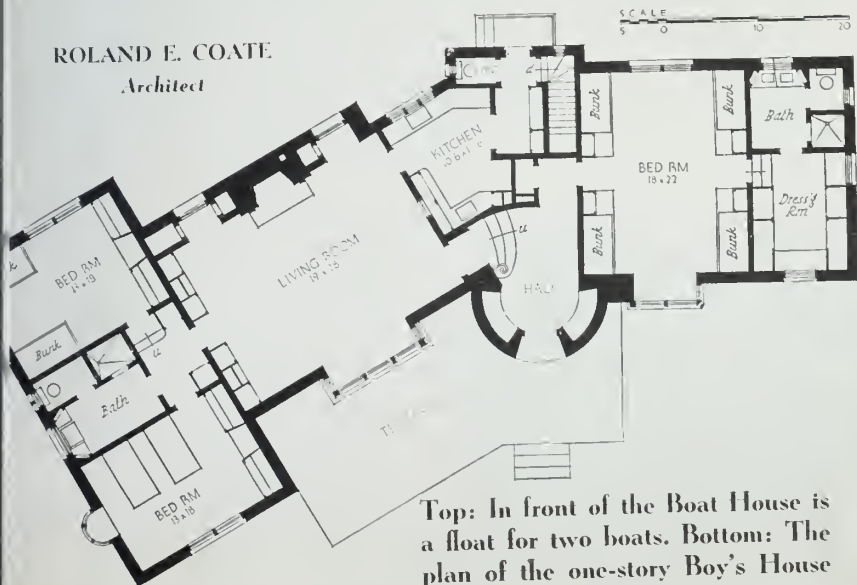 ROLAND E. COATE
Architect
SCALE
5 0 10 20
KITCHEN
Bunk
Bunk
BED RM
18 x 22
Bunk
Bunk
Bath
Dress'g
Rm
d
u
HALL
LIVING ROOM
BED RM
Bunk
u
Bath
BED RM
13 x 18
Top: In front of the Boat House is
a float for two boats. Bottom: The
plan of the one-story Boy's House